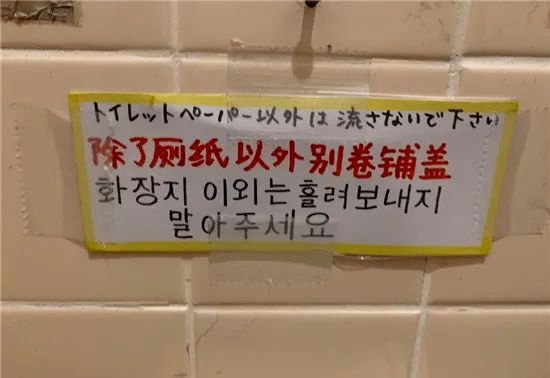 トイレットペーパー以外は流さないで下さい
除了厕纸以外别卷铺盖
화장지 이외는 흘려보내지
말아주세요